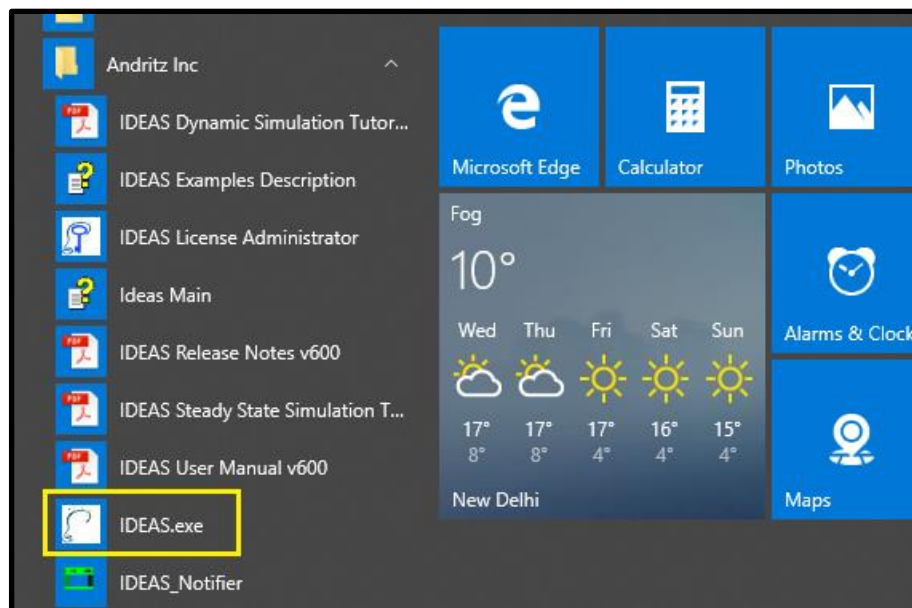 Andritz Inc
IDEAS Dynamic Simulation Tutor...
IDEAS Examples Description
IDEAS License Administrator
Ideas Main
IDEAS Release Notes v600
IDEAS Steady State Simulation T...
IDEAS User Manual v600
IDEAS.exe
IDEAS_Notifier
Microsoft Edge
Calculator
Photos
Fog
10°
Wed Thu Fri Sat Sun
17° 17° 17° 16° 15°
8° 8° 4° 4° 4°
New Delhi
Alarms & Clock
Maps